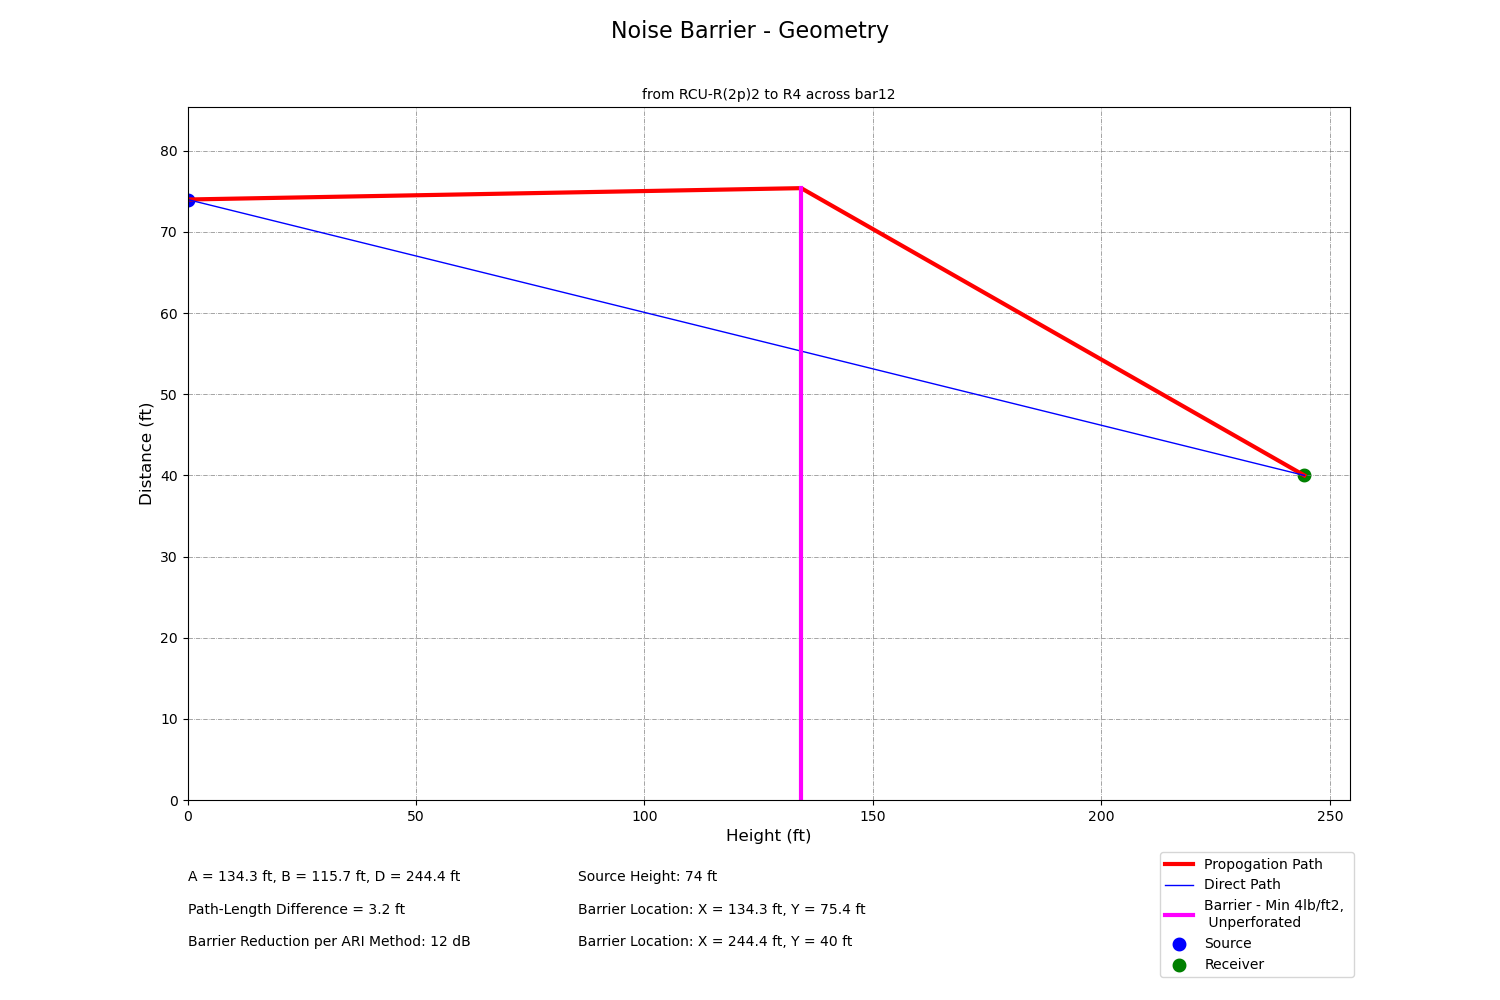 Noise Barrier - Geometry
from RCU-R(2p)2 to R4 across bar12
80
70
60
50
40
30
20
10
0
Distance (ft)
0 50 100 150 200 250
Height (ft)
A = 134.3 ft, B = 115.7 ft, D = 244.4 ft
Path-Length Difference = 3.2 ft
Barrier Reduction per ARI Method: 12 dB
Source Height: 74 ft
Barrier Location: X = 134.3 ft, Y = 75.4 ft
Barrier Location: X = 244.4 ft, Y = 40 ft
Propogation Path
Direct Path
Barrier - Min 4lb/ft2,
Unperforated
Source
Receiver